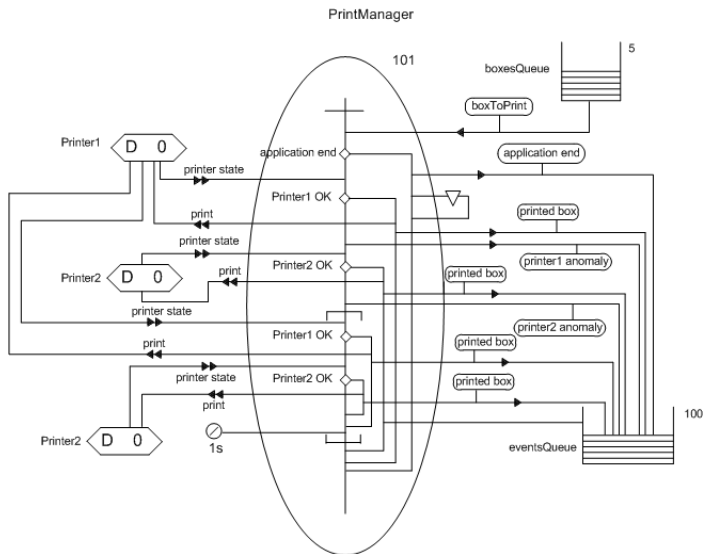 PrintManager
101
5
boxesQueue
boxToPrint
Printer1
D 0
application end
application end
printer state
Printer1 OK
print
printed box
printer state
printer1 anomaly
Printer2 OK
printed box
Printer2
D 0
print
printer state
printer2 anomaly
Printer1 OK
printed box
print
printer state
Printer2 OK
printed box
print
100
Printer2
D 0
1s
eventsQueue